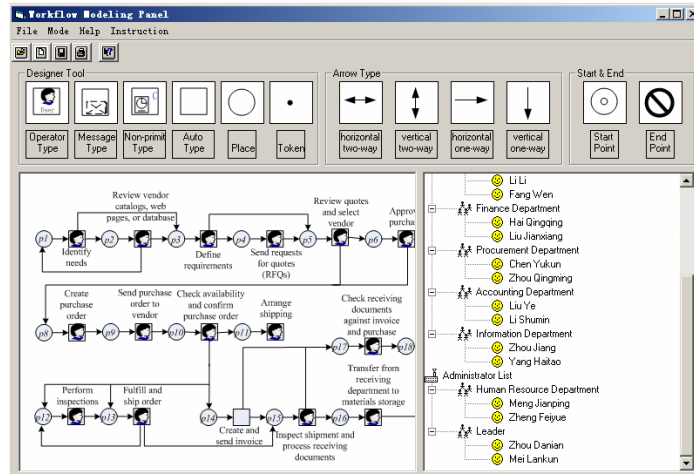 Workflow Modeling Panel
File Mode Help Instruction
Designer Tool
Arrow Type
Start & End
User
Operator Type
Message Type
Non-primit Type
Auto Type
Place
Token
horizontal two-way
vertical two-way
horizontal one-way
vertical one-way
Start Point
End Point
Review vendor
catalogs, web
pages, or database
Review quotes
and select
vendor
Approv
purcha
p1
p2
p3
p4
p5
p6
Identify
needs
Define
requirements
Send requests
for quotes
(RFQs)
Create
purchase
order
Send purchase
order to
vendor
Check availability
and confirm
purchase order
Arrange
shipping
Check receiving
documents
against invoice
and purchase
p8
p9
p10
p11
p17
p18
Perform
inspections
Fulfill and
ship order
Transfer from
receiving
department to
materials storage
p12
p13
p14
p15
p16
Create and
send invoice
Inspect shipment and
process receiving
documents
Li Li
Fang Wen
Finance Department
Hai Qingqing
Liu Jianxiang
Procurement Department
Chen Yukun
Zhou Qingming
Accounting Department
Liu Ye
Li Shumin
Information Department
Zhou Jiang
Yang Haitao
Administrator List
Human Resource Department
Meng Jianping
Zheng Feiyue
Leader
Zhou Danian
Mei Lankun